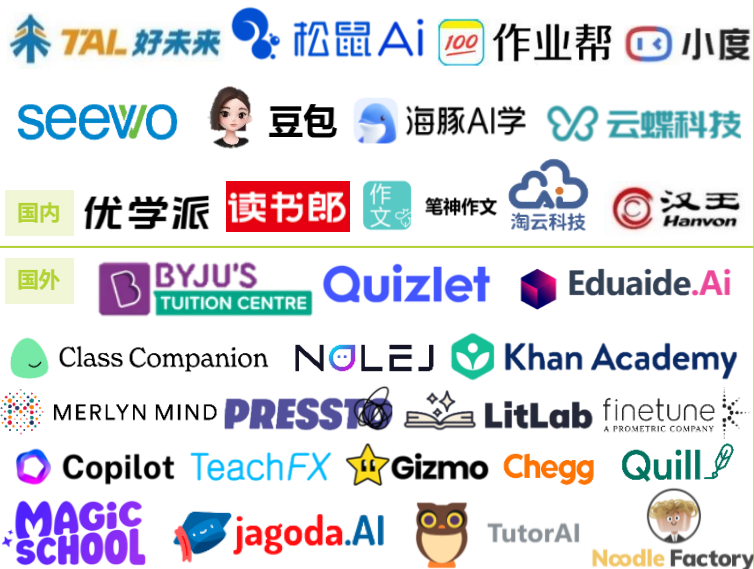 TAL 好未来 松鼠Ai 100 作业帮 小度
seewo 豆包 海豚AI学 云蝶科技
国内 优学派 读书郎 作文 笔神作文 Ai 淘云科技 汉王 Hanvon
国外 BYJU'S TUITION CENTRE Quizlet Eduaide.Ai
Class Companion NOLEJ Khan Academy
MERLYN MIND PRESSTO LitLab finetune A PROMETRIC COMPANY
Copilot TeachFX Gizmo Chegg Quill
MAGIC SCHOOL jagoda.AI TutorAI Noodle Factory